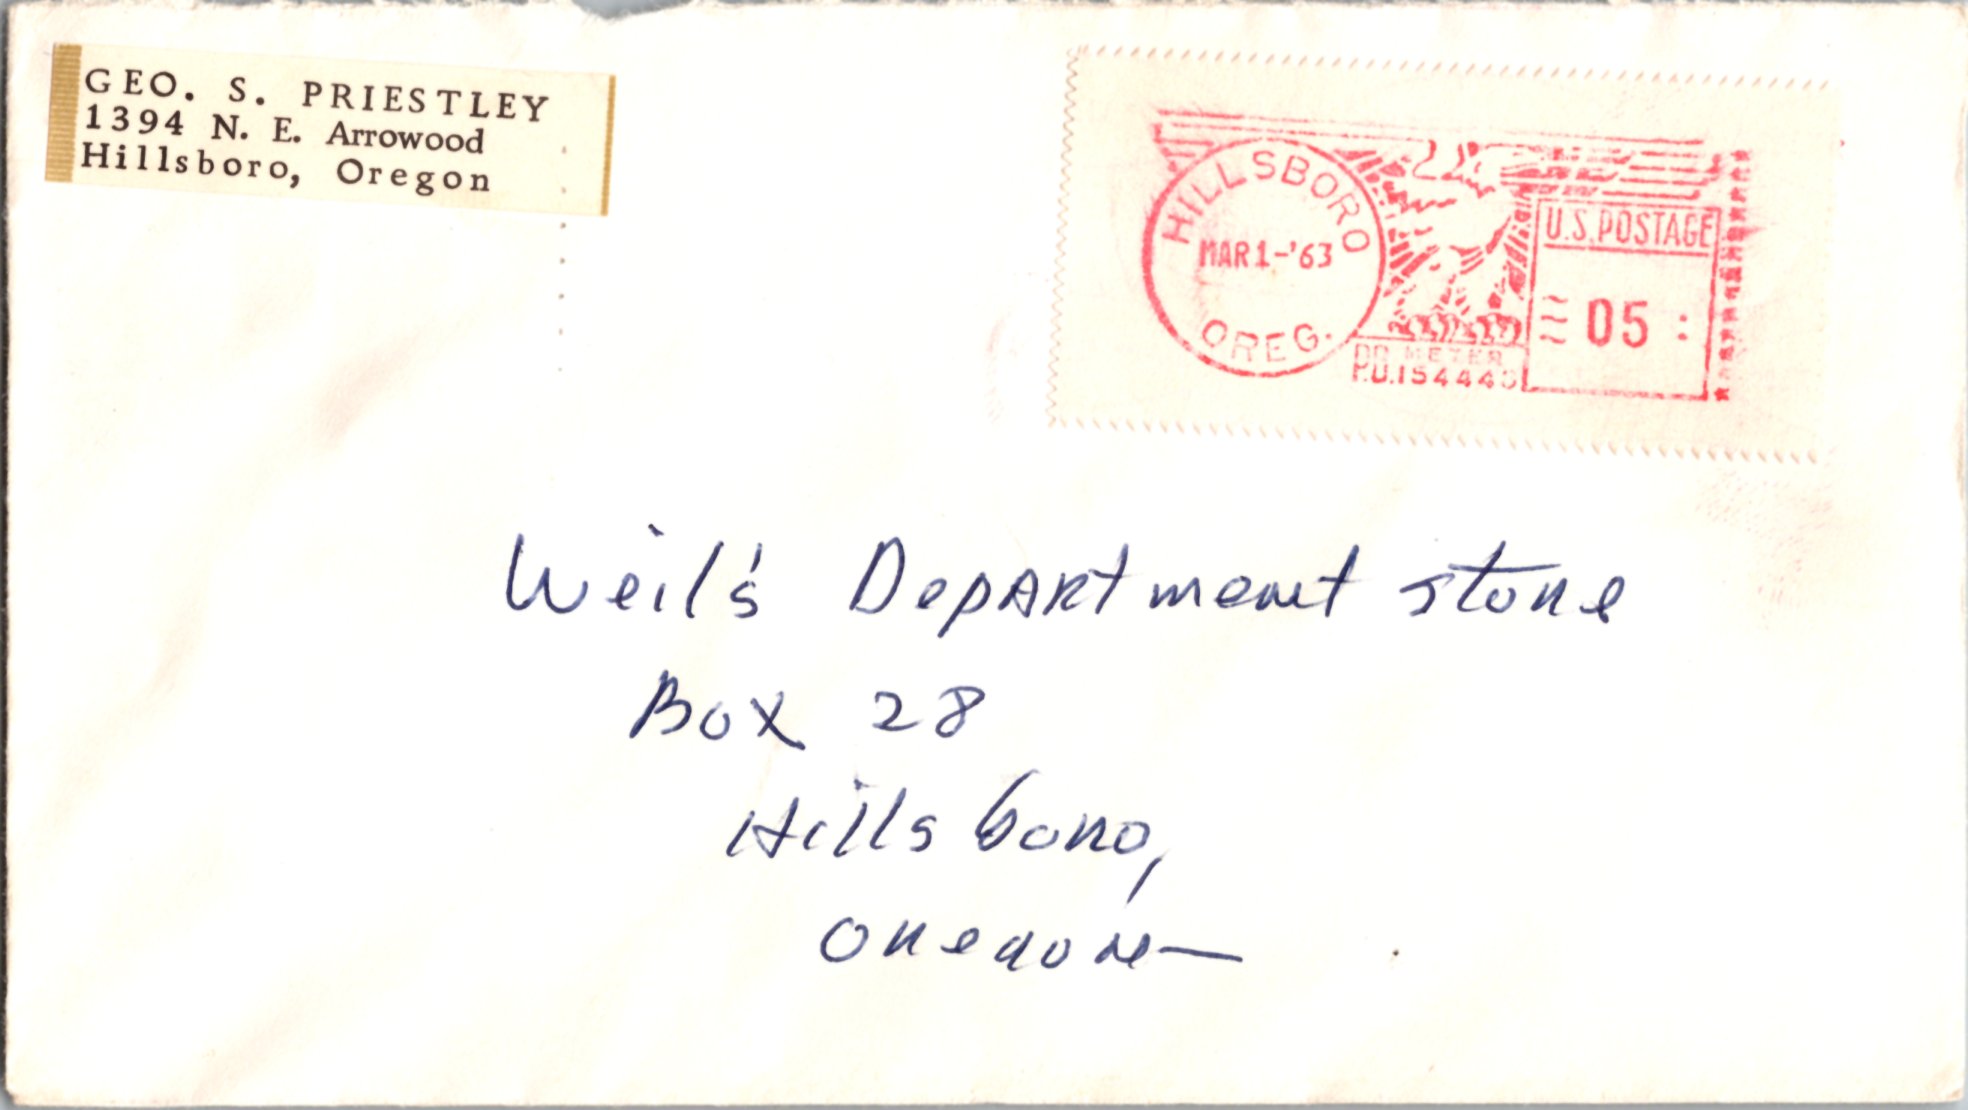 GEO. S. PRIESTLEY
1394 N. E. Arrowood
Hillsboro, Oregon
HILLSBORO
MAR 1-'63
OREG.
U.S. POSTAGE
05
METER
Weil's Department Store
Box 28
Hillsboro,
Oregon